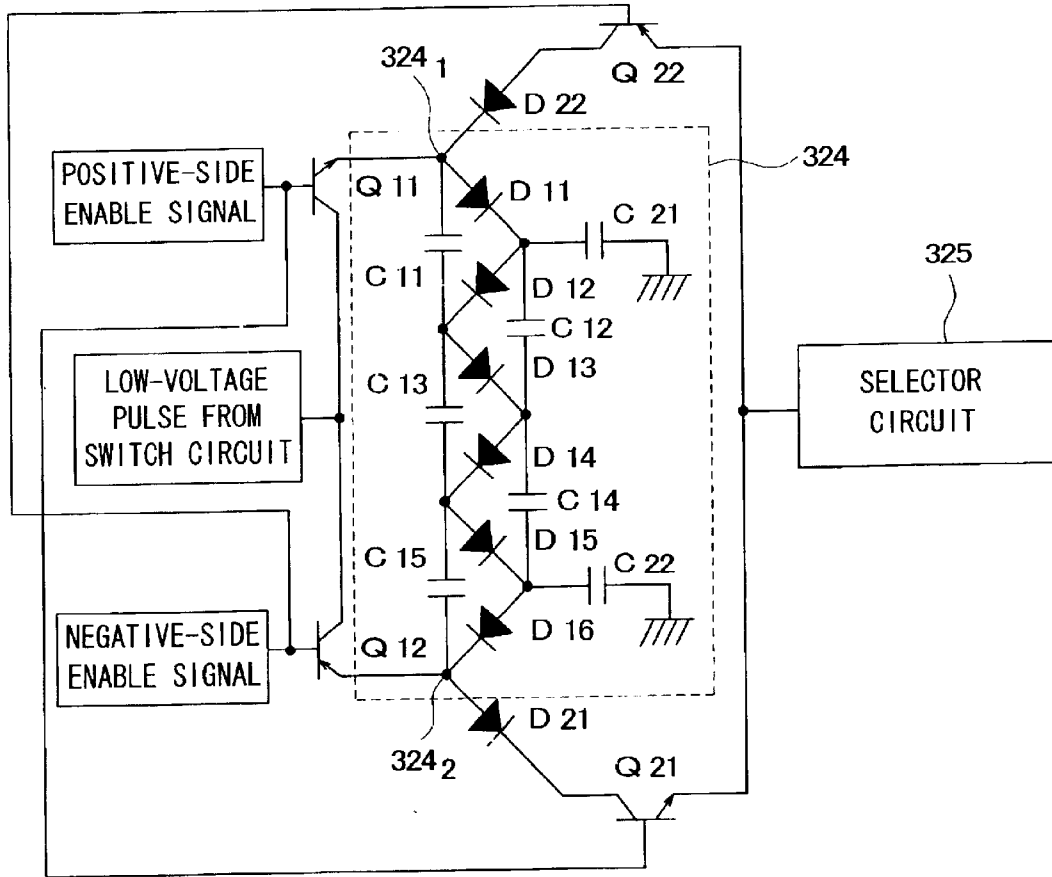 324 1
Q 22
D 22
324
POSITIVE-SIDE
ENABLE SIGNAL
Q 11
D 11
C 21
C 11
D 12
C 12
325
LOW-VOLTAGE
PULSE FROM
SWITCH CIRCUIT
C 13
D 13
SELECTOR
CIRCUIT
D 14
C 14
C 15
D 15
C 22
NEGATIVE-SIDE
ENABLE SIGNAL
Q 12
D 16
D 21
324 2
Q 21